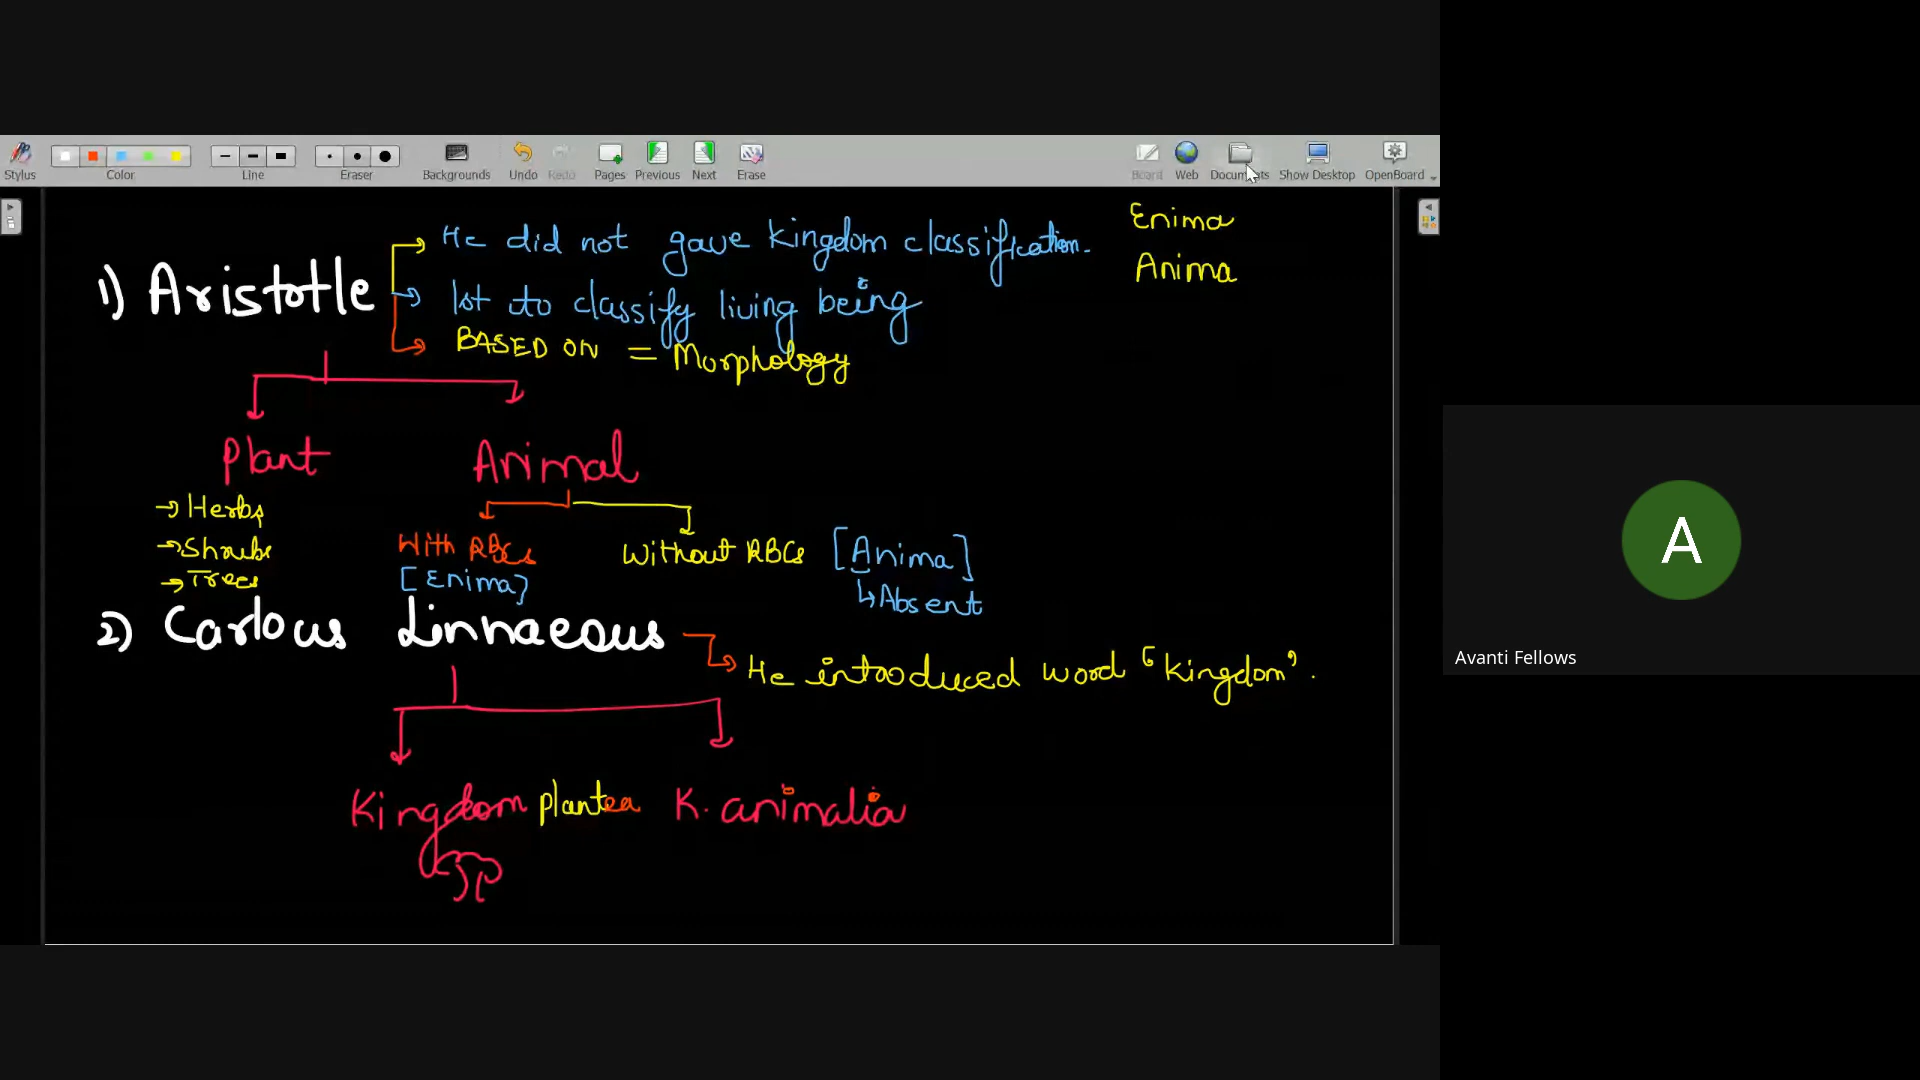 Stylus Color Line Eraser Backgrounds Undo Redo Pages Previous Next Erase Board Web Documents Show Desktop OpenBoard
Enima
Anima
1) Aristotle
He did not gave kingdom classification.
1st to classify living being
BASED ON = Morphology
Plant Animal
→ Herbs
→ Shrubs
→ Trees
With RBCs
[Enima]
Without RBCs [Anima]
↳ Absent
2) Carlous Linnaeous
He introduced word "kingdom".
Kingdom plantea K. animalia
A
Avanti Fellows